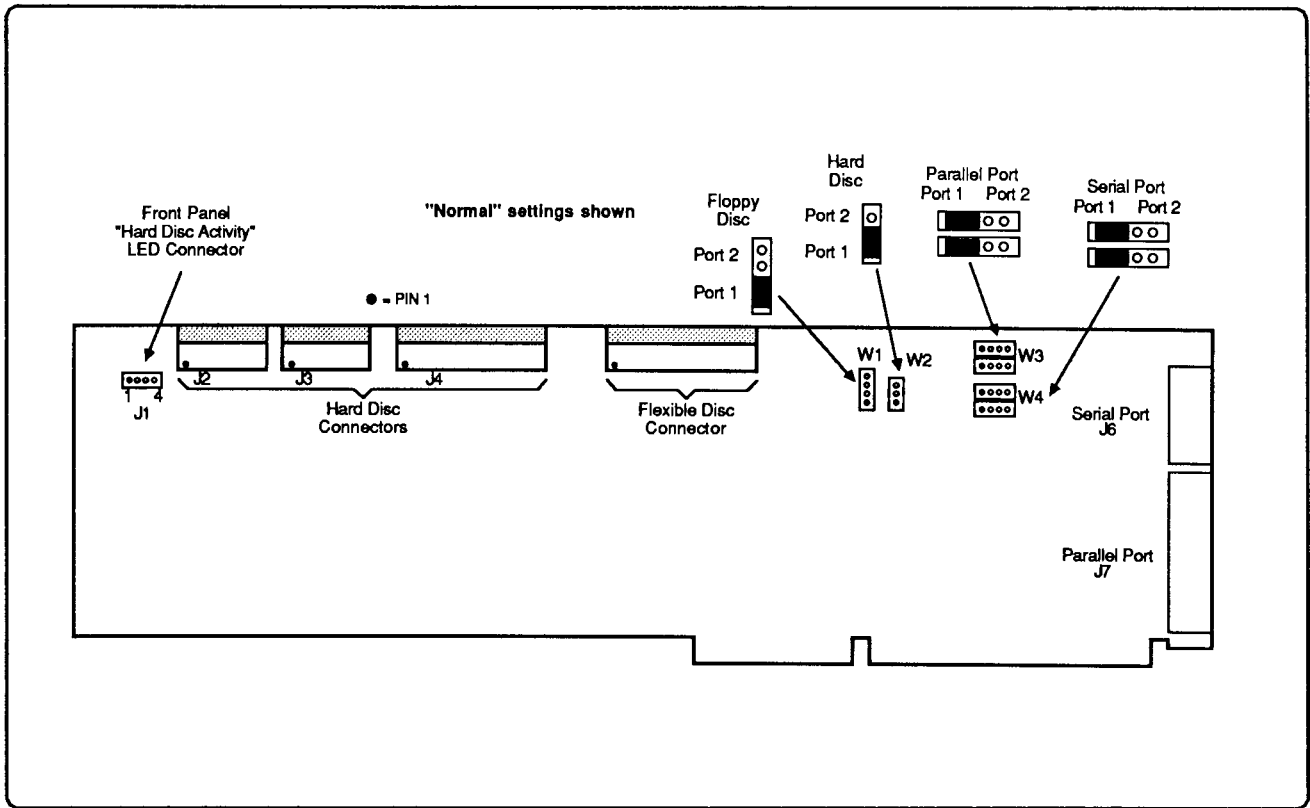 Hard
Disc
Port 2
Port 1
Parallel Port
Port 1 Port 2
Serial Port
Port 1 Port 2
Floppy
Disc
Port 2
Port 1
"Normal" settings shown
Front Panel
"Hard Disc Activity"
LED Connector
● = PIN 1
1 4
J1
J2
J3
J4
Hard Disc
Connectors
Flexible Disc
Connector
W1
W2
W3
W4
Serial Port
J6
Parallel Port
J7